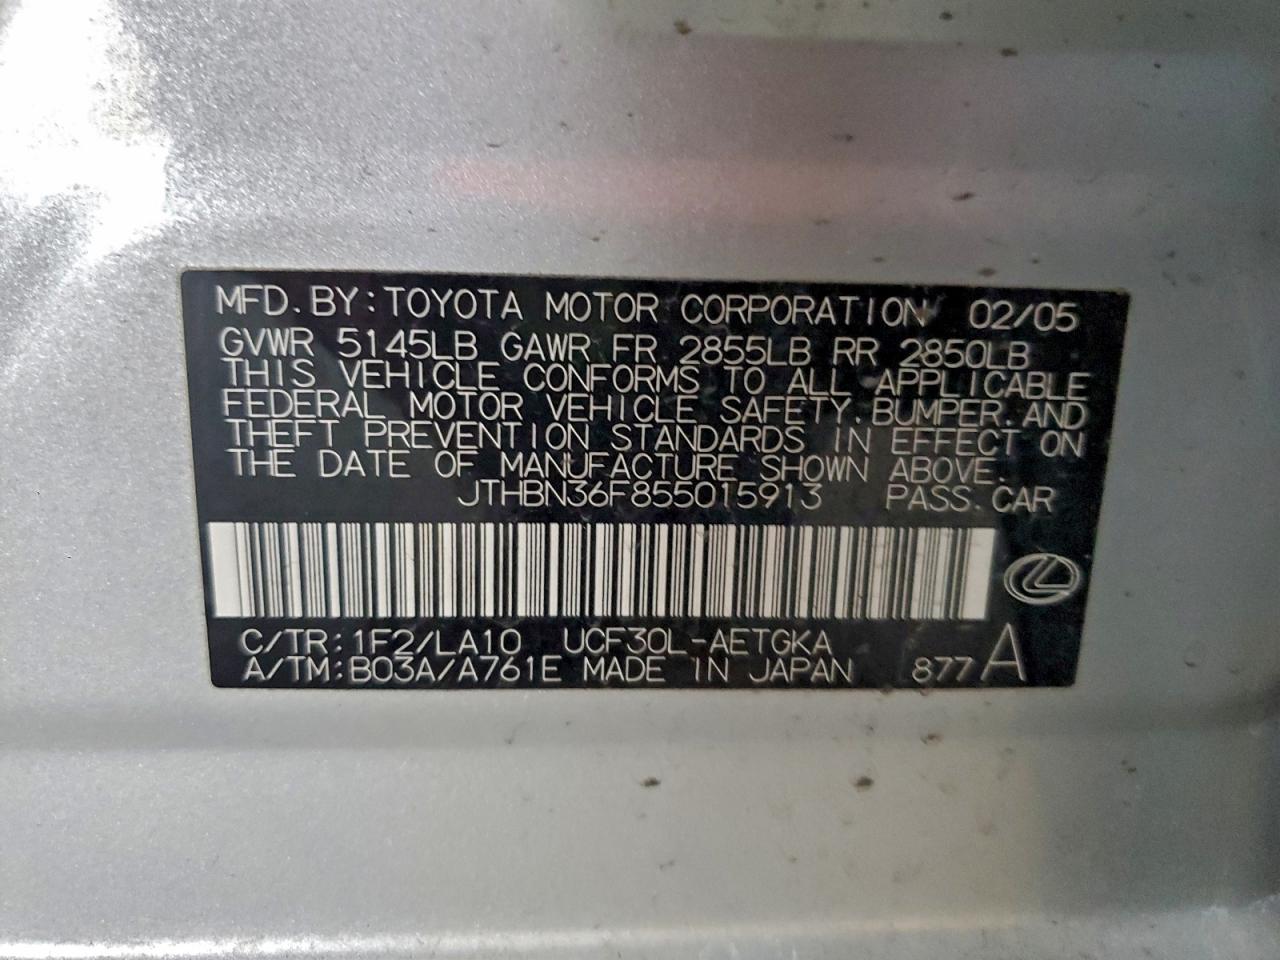 MFD.BY:TOYOTA MOTOR CORPORATION 02/05
GVWR 5145LB GAWR FR 2855LB RR 2850LB
THIS VEHICLE CONFORMS TO ALL APPLICABLE
FEDERAL MOTOR VEHICLE SAFETY,BUMPER,AND
THEFT PREVENTION STANDARDS IN EFFECT ON
THE DATE OF MANUFACTURE SHOWN ABOVE.
JTHBN36F855015913 PASS.CAR
C/TR:1F2/LA10 UCF30L-AETGKA
A/TM:B03A/A761E MADE IN JAPAN 877A